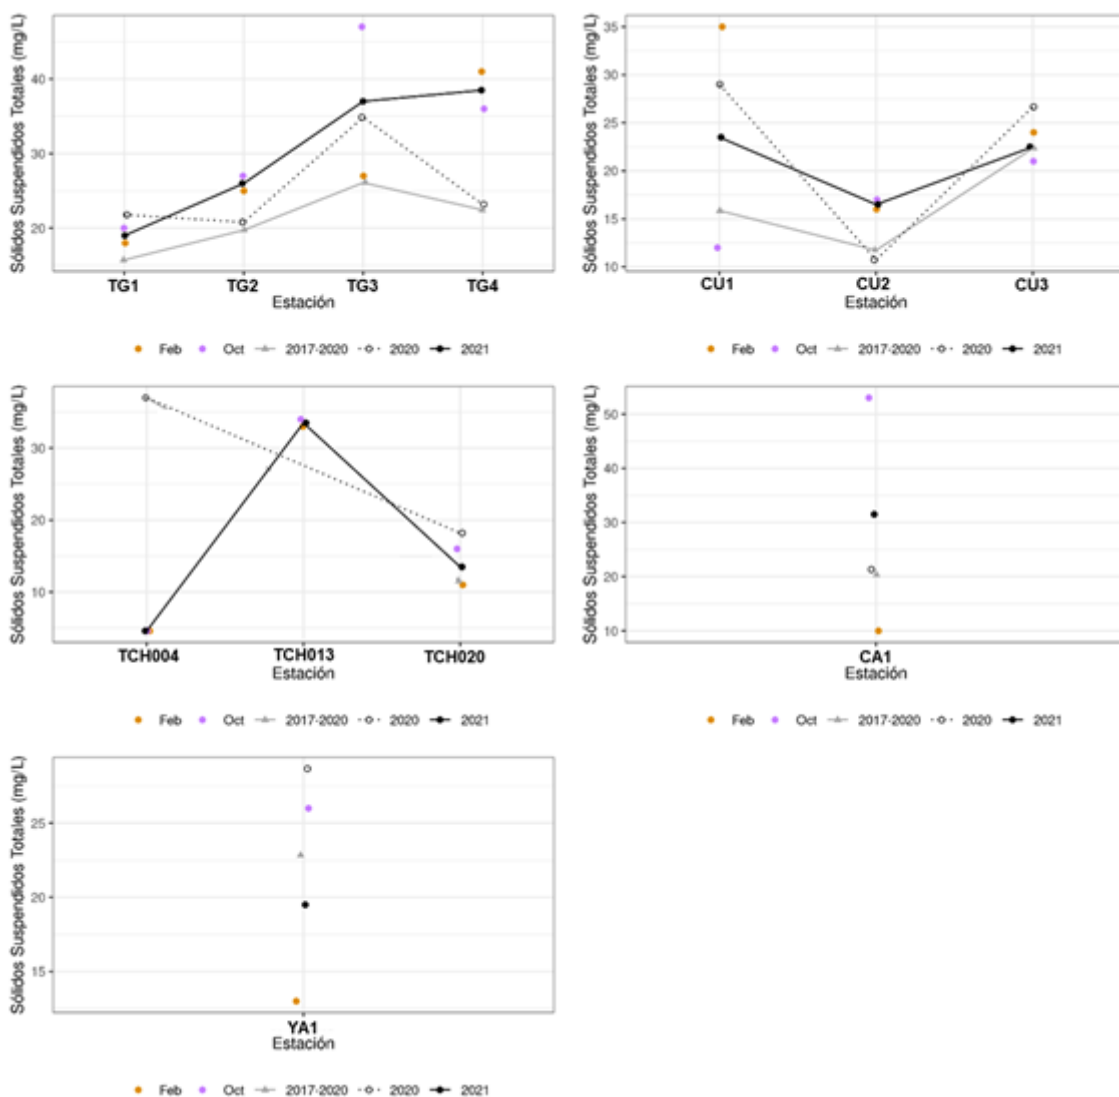 Sólidos Suspendidos Totales (mg/L)
40
30
20
TG1 TG2 TG3 TG4
Estación
Feb Oct 2017-2020 2020 2021
Sólidos Suspendidos Totales (mg/L)
35
30
25
20
15
10
CU1 CU2 CU3
Estación
Feb Oct 2017-2020 2020 2021
Sólidos Suspendidos Totales (mg/L)
30
20
10
TCH004 TCH013 TCH020
Estación
Feb Oct 2017-2020 2020 2021
Sólidos Suspendidos Totales (mg/L)
50
40
30
20
10
CA1
Estación
Feb Oct 2017-2020 2020 2021
Sólidos Suspendidos Totales (mg/L)
25
20
15
YA1
Estación
Feb Oct 2017-2020 2020 2021